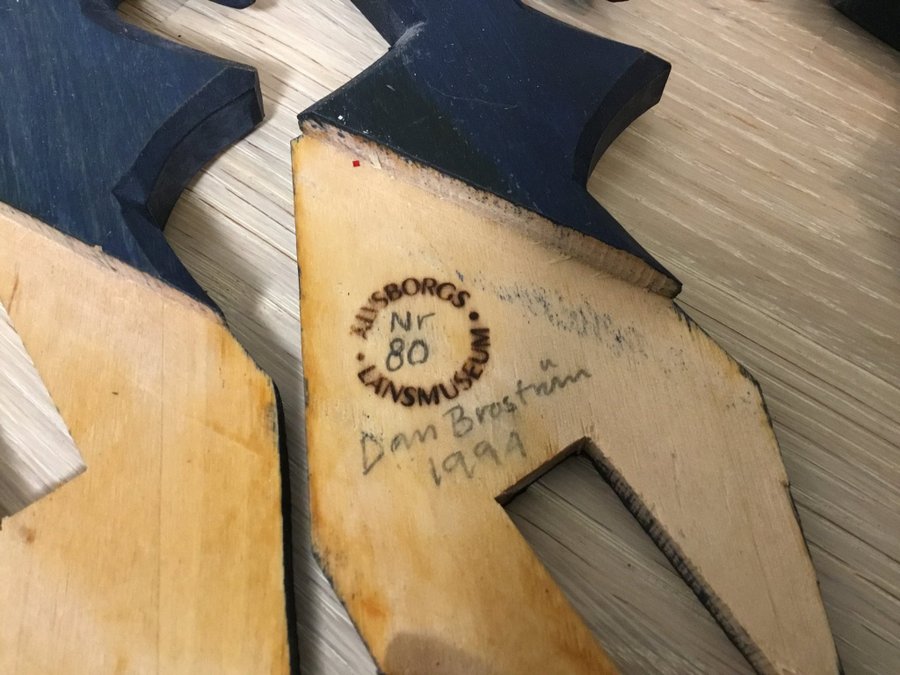 ÄLVSBORGS
Nr
80
• LÄNSMUSEUM •
Dan Broström
1994